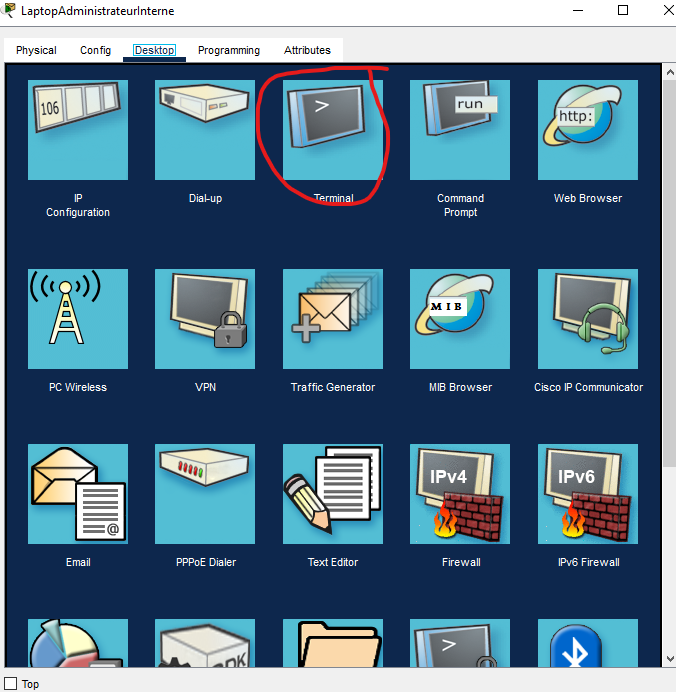 LaptopAdministrateurInterne
Physical Config Desktop Programming Attributes
106
>
run
http:
IP
Configuration
Dial-up
Terminal
Command
Prompt
Web Browser
MIB
PC Wireless
VPN
Traffic Generator
MIB Browser
Cisco IP Communicator
@
IPv4
IPv6
Email
PPPoE Dialer
Text Editor
Firewall
IPv6 Firewall
>
Top